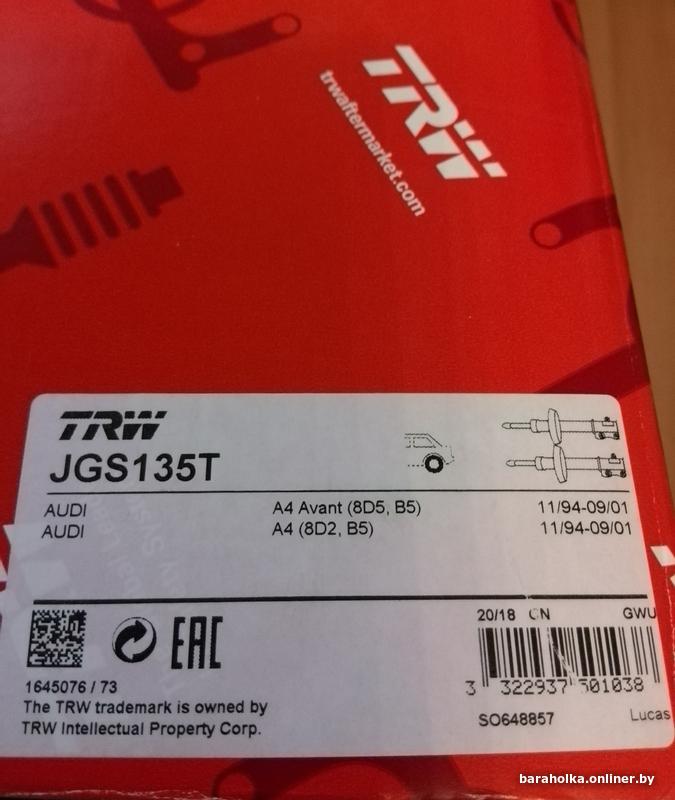 TRW
trwaftermarket.com
TRW
JGS135T
AUDI A4 Avant (8D5, B5) 11/94-09/01
AUDI A4 (8D2, B5) 11/94-09/01
20/18 CN GWU
EAC
3 322937 501038
1645076 / 73
The TRW trademark is owned by
TRW Intellectual Property Corp.
SO648857 Lucas
baraholka.onliner.by